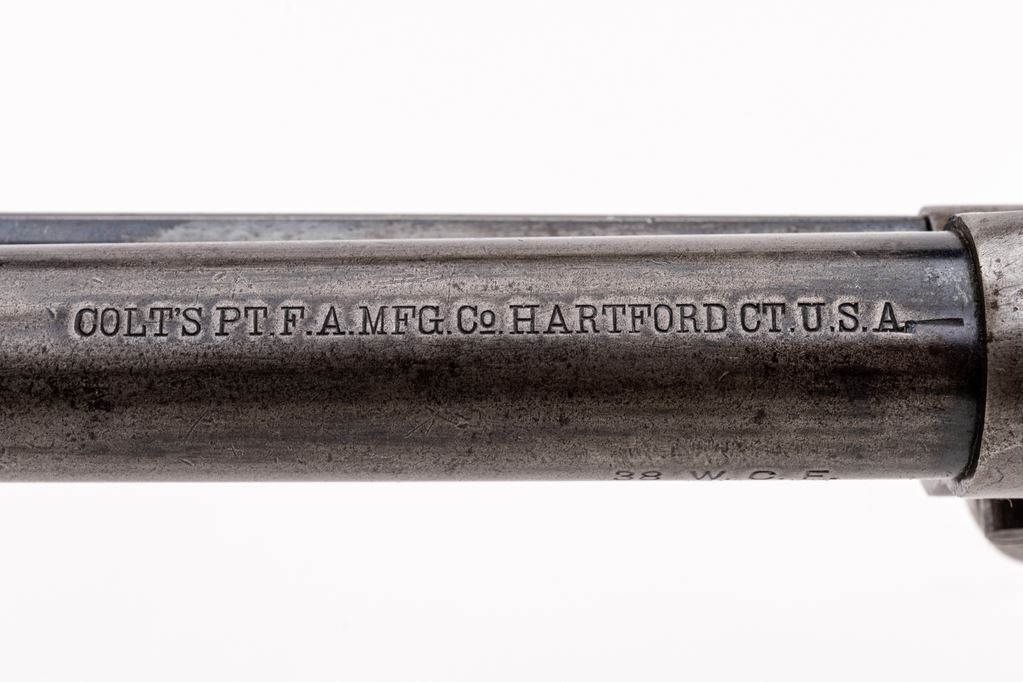 COLT'S PT. F. A. MFG. Co. HARTFORD CT. U.S.A.
38 W. C. F.